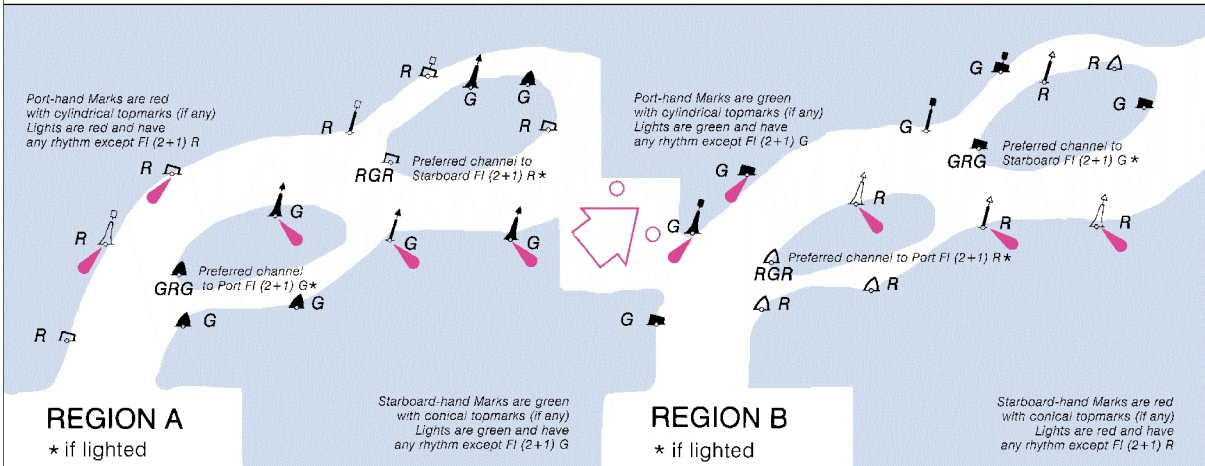 Port-hand Marks are red
with cylindrical topmarks (if any)
Lights are red and have
any rhythm except Fl (2+1) R
R
G
G
R
R
RGR
Preferred channel to
Starboard Fl (2+1) R*
R
G
R
G
G
GRG
Preferred channel
to Port Fl (2+1) G*
G
G
R
REGION A
* if lighted
Starboard-hand Marks are green
with conical topmarks (if any)
Lights are green and have
any rhythm except Fl (2+1) G
Port-hand Marks are green
with cylindrical topmarks (if any)
Lights are green and have
any rhythm except Fl (2+1) G
G
R
R
G
G
GRG
Preferred channel to
Starboard Fl (2+1) G*
G
R
G
R
R
RGR
Preferred channel to Port Fl (2+1) R*
R
R
G
REGION B
* if lighted
Starboard-hand Marks are red
with conical topmarks (if any)
Lights are red and have
any rhythm except Fl (2+1) R